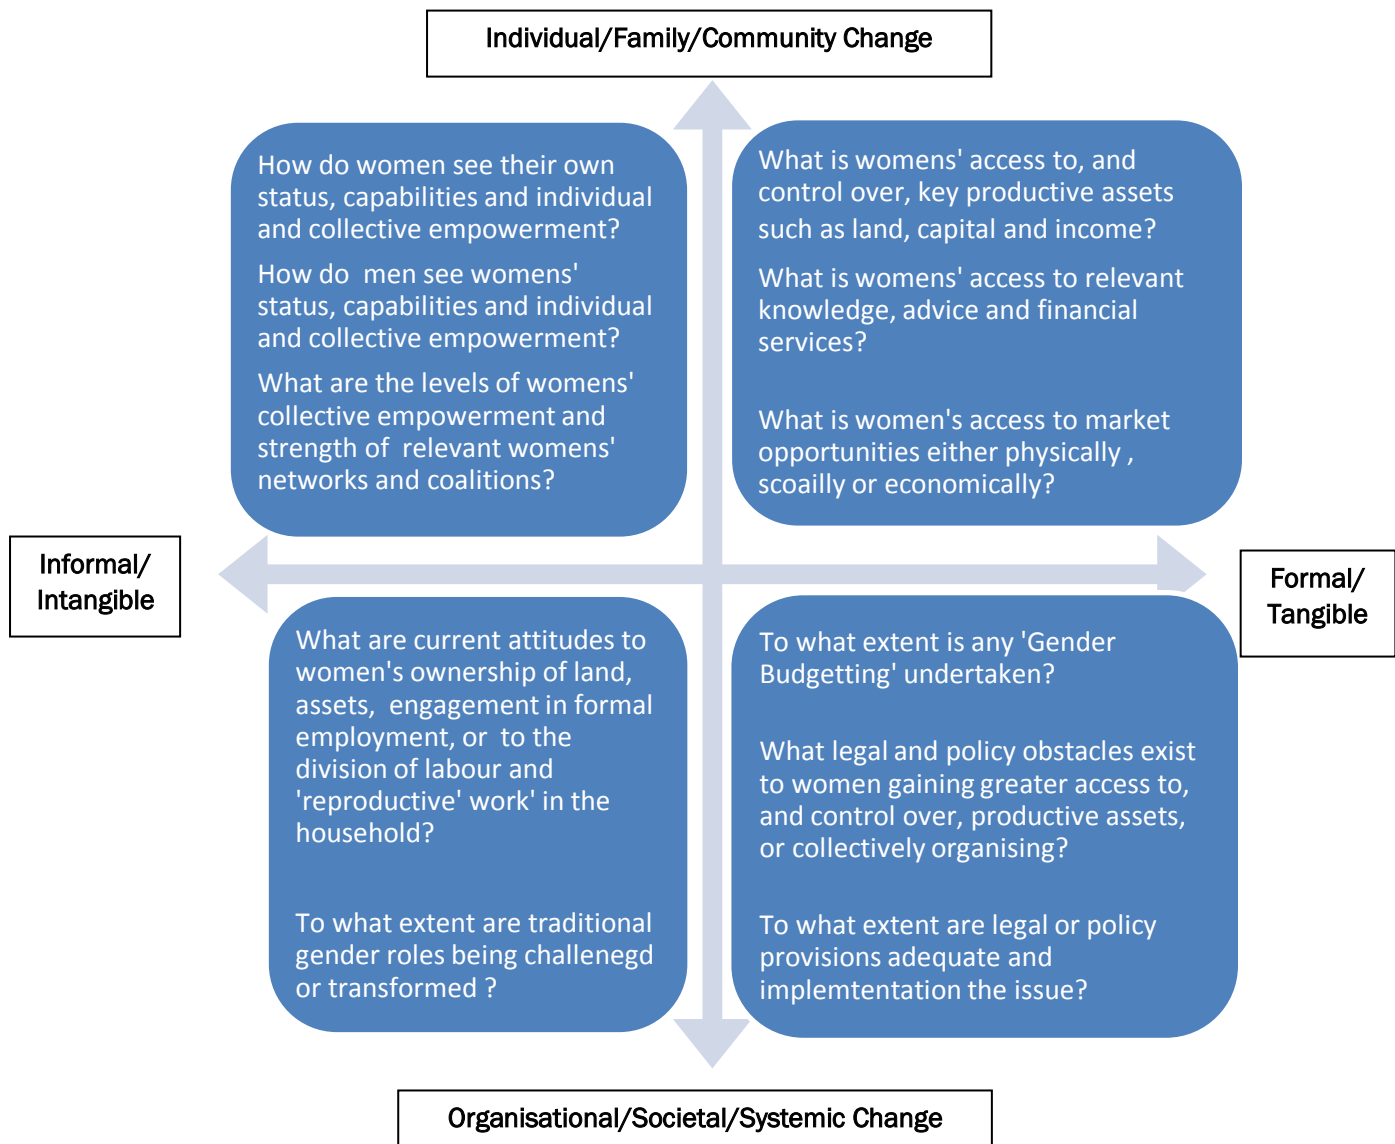 Individual/Family/Community Change
How do women see their own
status, capabilities and individual
and collective empowerment?
How do  men see womens'
status, capabilities and individual
and collective empowerment?
What are the levels of womens'
collective empowerment and
strength of  relevant womens'
networks and coalitions?
What is womens' access to, and
control over, key productive assets
such as land, capital and income?
What is womens' access to relevant
knowledge, advice and financial
services?
What is women's access to market
opportunities either physically ,
scoailly or economically?
Informal/
Intangible
Formal/
Tangible
What are current attitudes to
women's ownership of land,
assets,  engagement in formal
employment, or  to the
division of labour and
'reproductive' work' in the
household?
To what extent are traditional
gender roles being challenegd
or transformed ?
To what extent is any 'Gender
Budgetting' undertaken?
What legal and policy obstacles exist
to women gaining greater access to,
and control over, productive assets,
or collectively organising?
To what extent are legal or policy
provisions adequate and
implemtentation the issue?
Organisational/Societal/Systemic Change